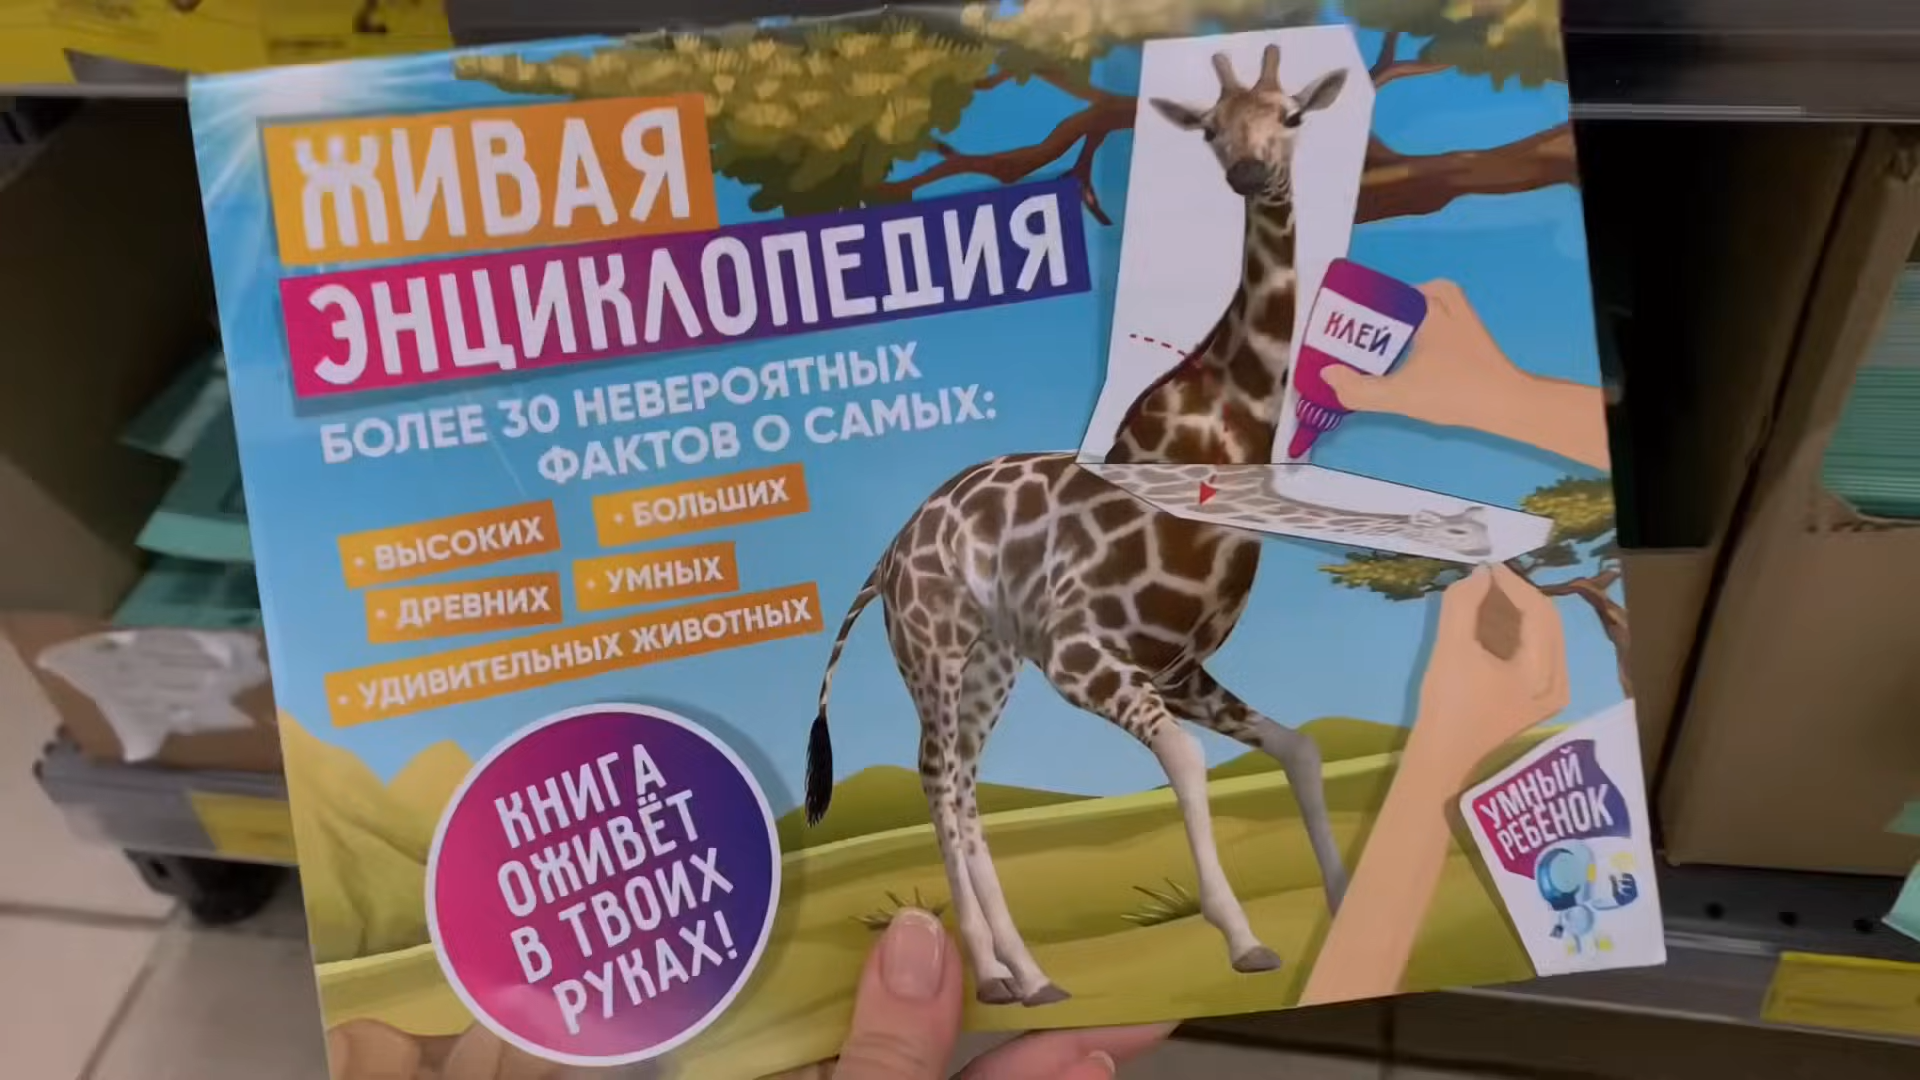 ЖИВАЯ
ЭНЦИКЛОПЕДИЯ
БОЛЕЕ 30 НЕВЕРОЯТНЫХ
ФАКТОВ О САМЫХ:
• ВЫСОКИХ
• БОЛЬШИХ
• ДРЕВНИХ
• УМНЫХ
• УДИВИТЕЛЬНЫХ ЖИВОТНЫХ
КНИГА
ОЖИВЁТ
В ТВОИХ
РУКАХ!
КЛЕЙ
УМНЫЙ
РЕБЕНОК